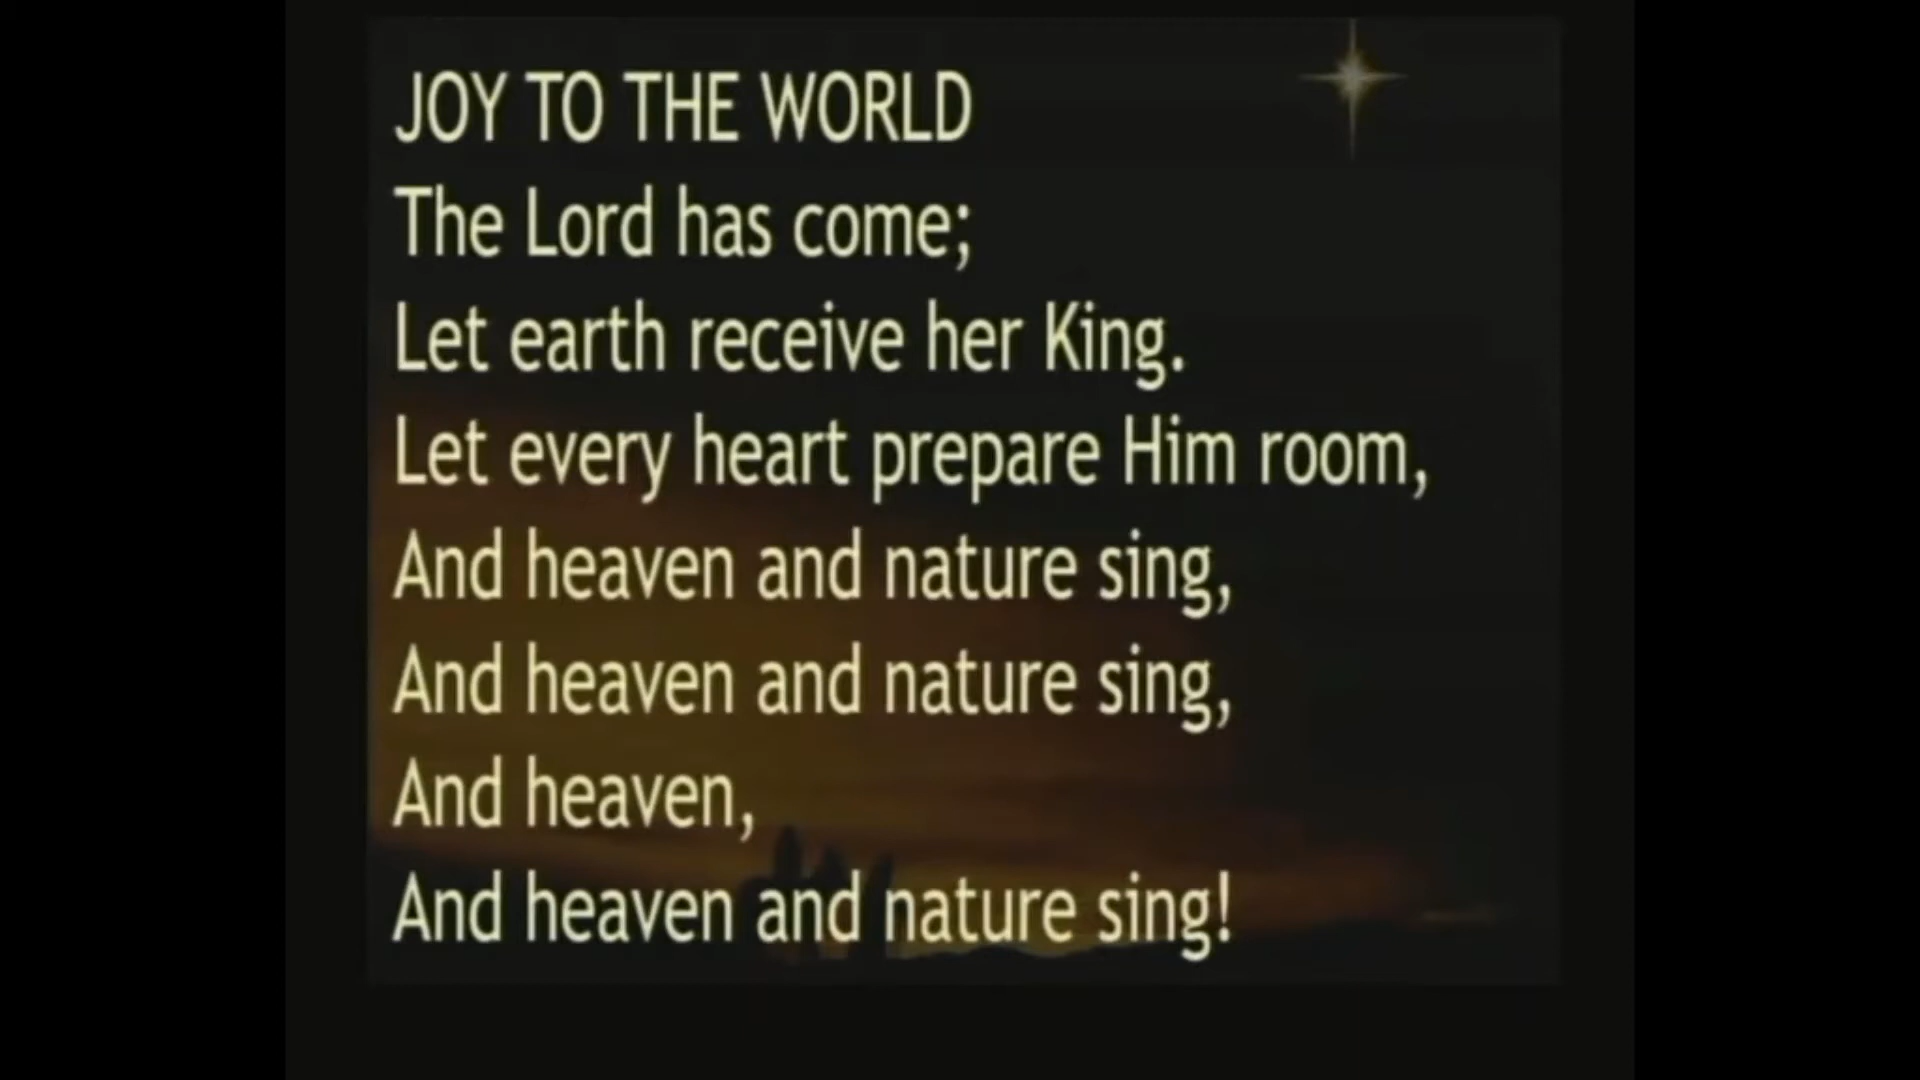 JOY TO THE WORLD
The Lord has come;
Let earth receive her King.
Let every heart prepare Him room,
And heaven and nature sing,
And heaven and nature sing,
And heaven,
And heaven and nature sing!